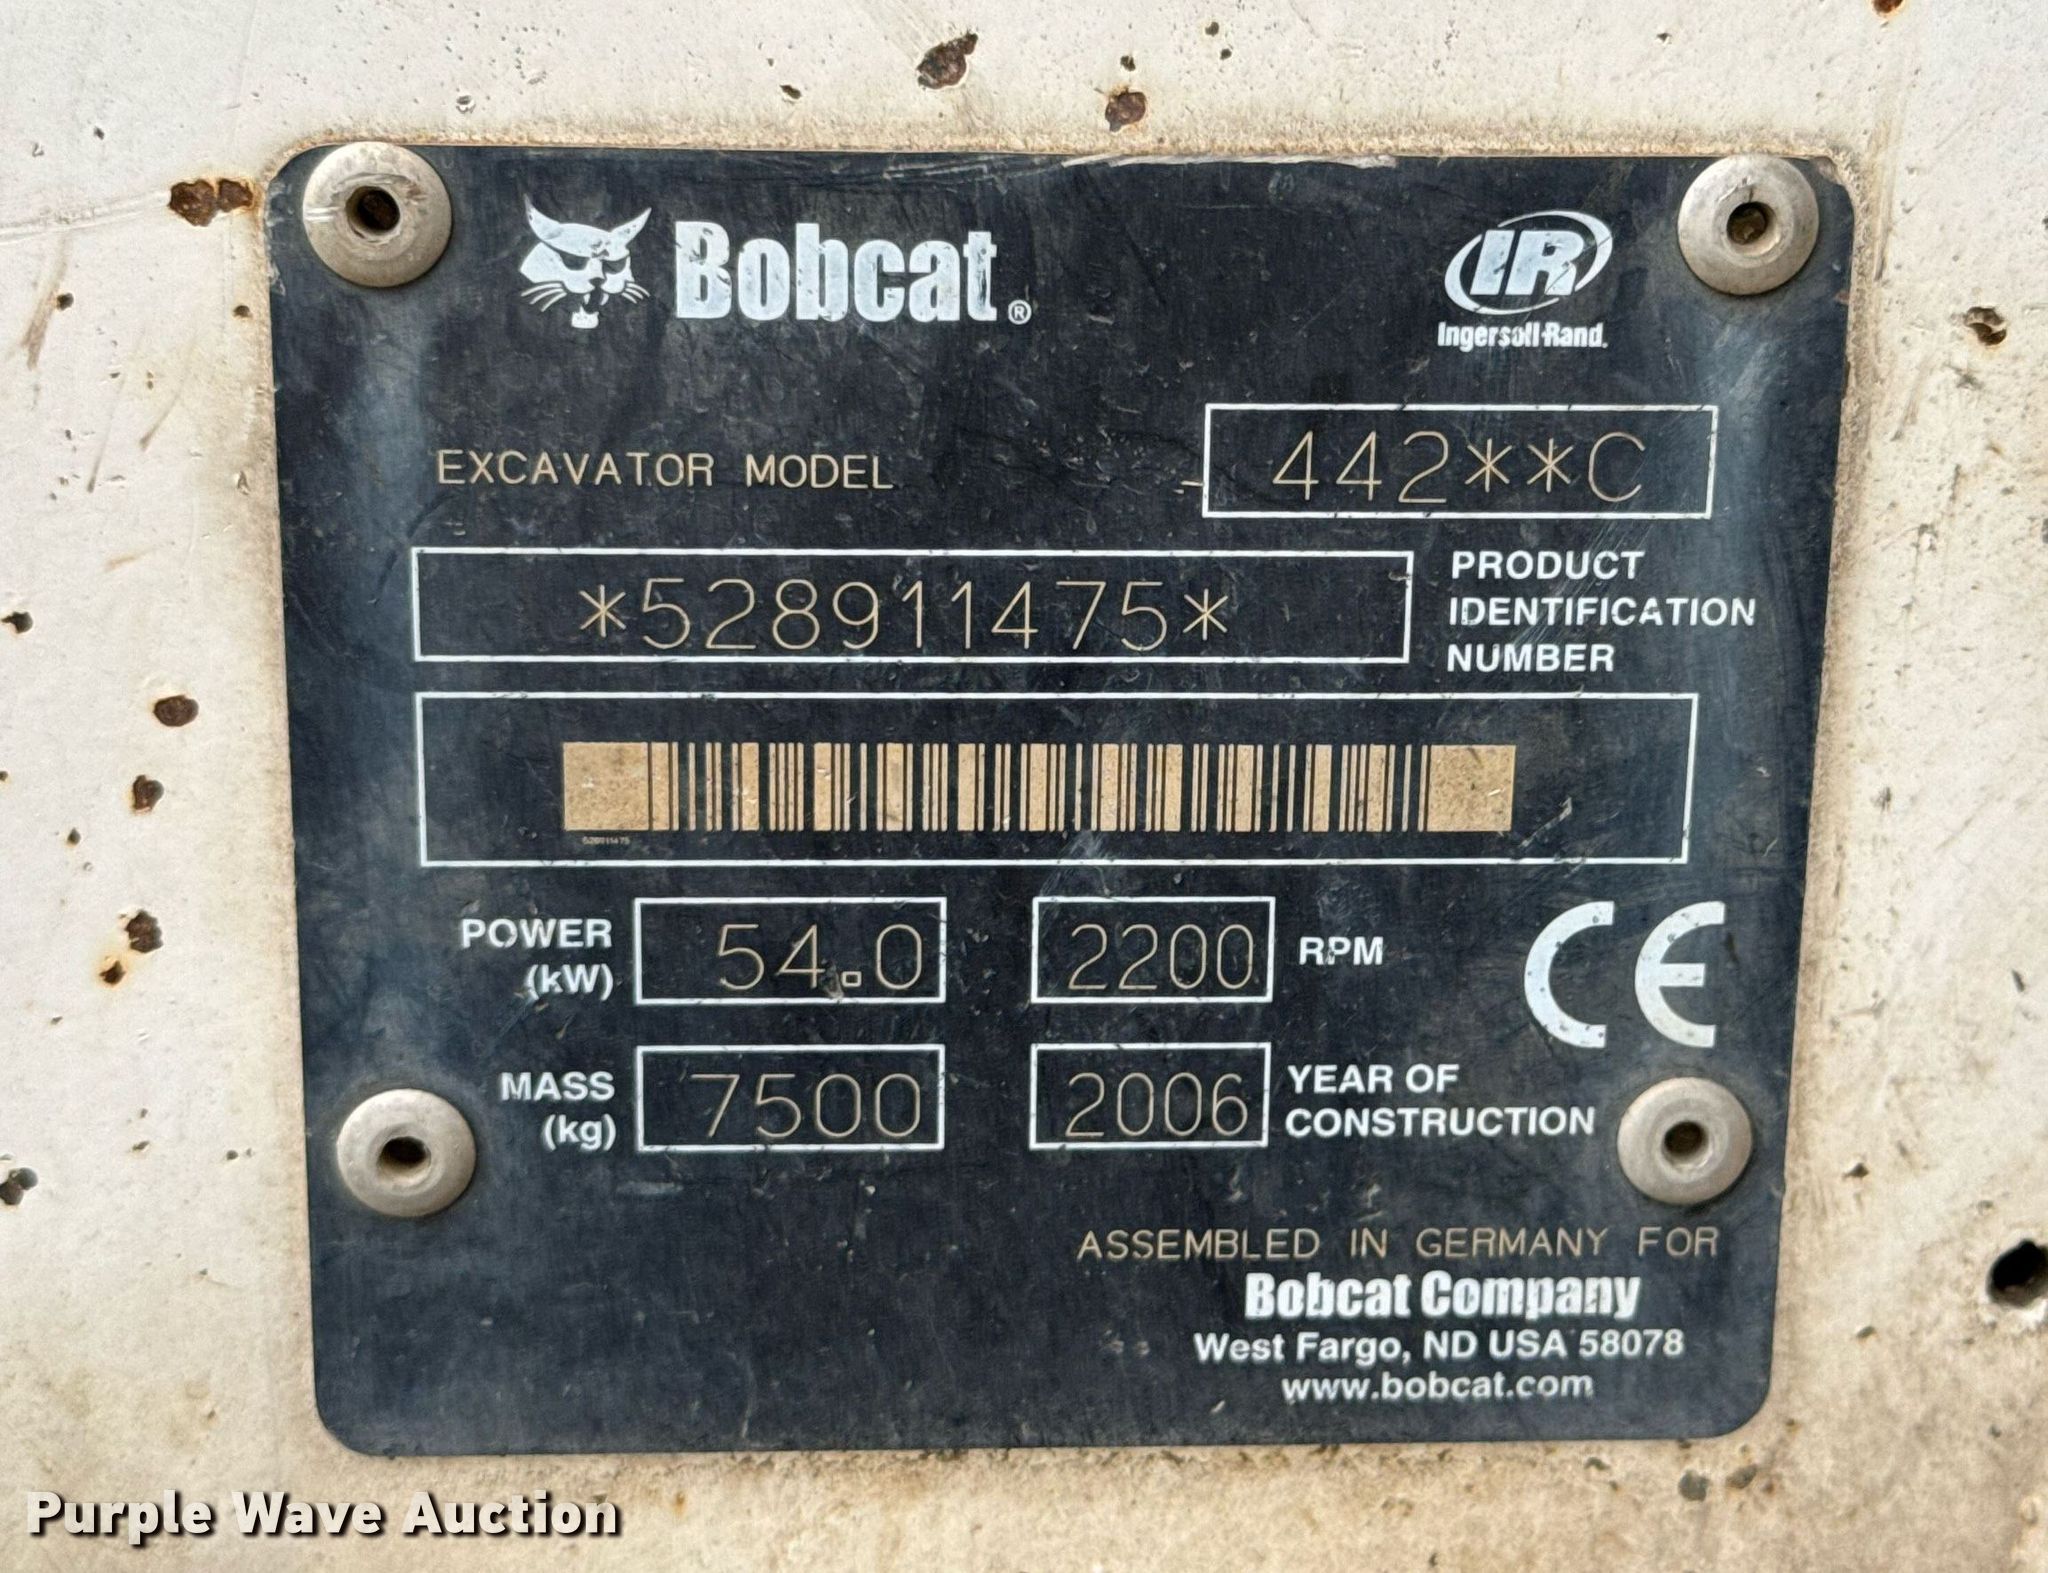 Bobcat®
IR
Ingersoll-Rand.
EXCAVATOR MODEL
442**C
*528911475*
PRODUCT
IDENTIFICATION
NUMBER
528911475
POWER
(kW)
54.0
2200
RPM
CE
MASS
(kg)
7500
2006
YEAR OF
CONSTRUCTION
ASSEMBLED IN GERMANY FOR
Bobcat Company
West Fargo, ND USA 58078
www.bobcat.com
Purple Wave Auction